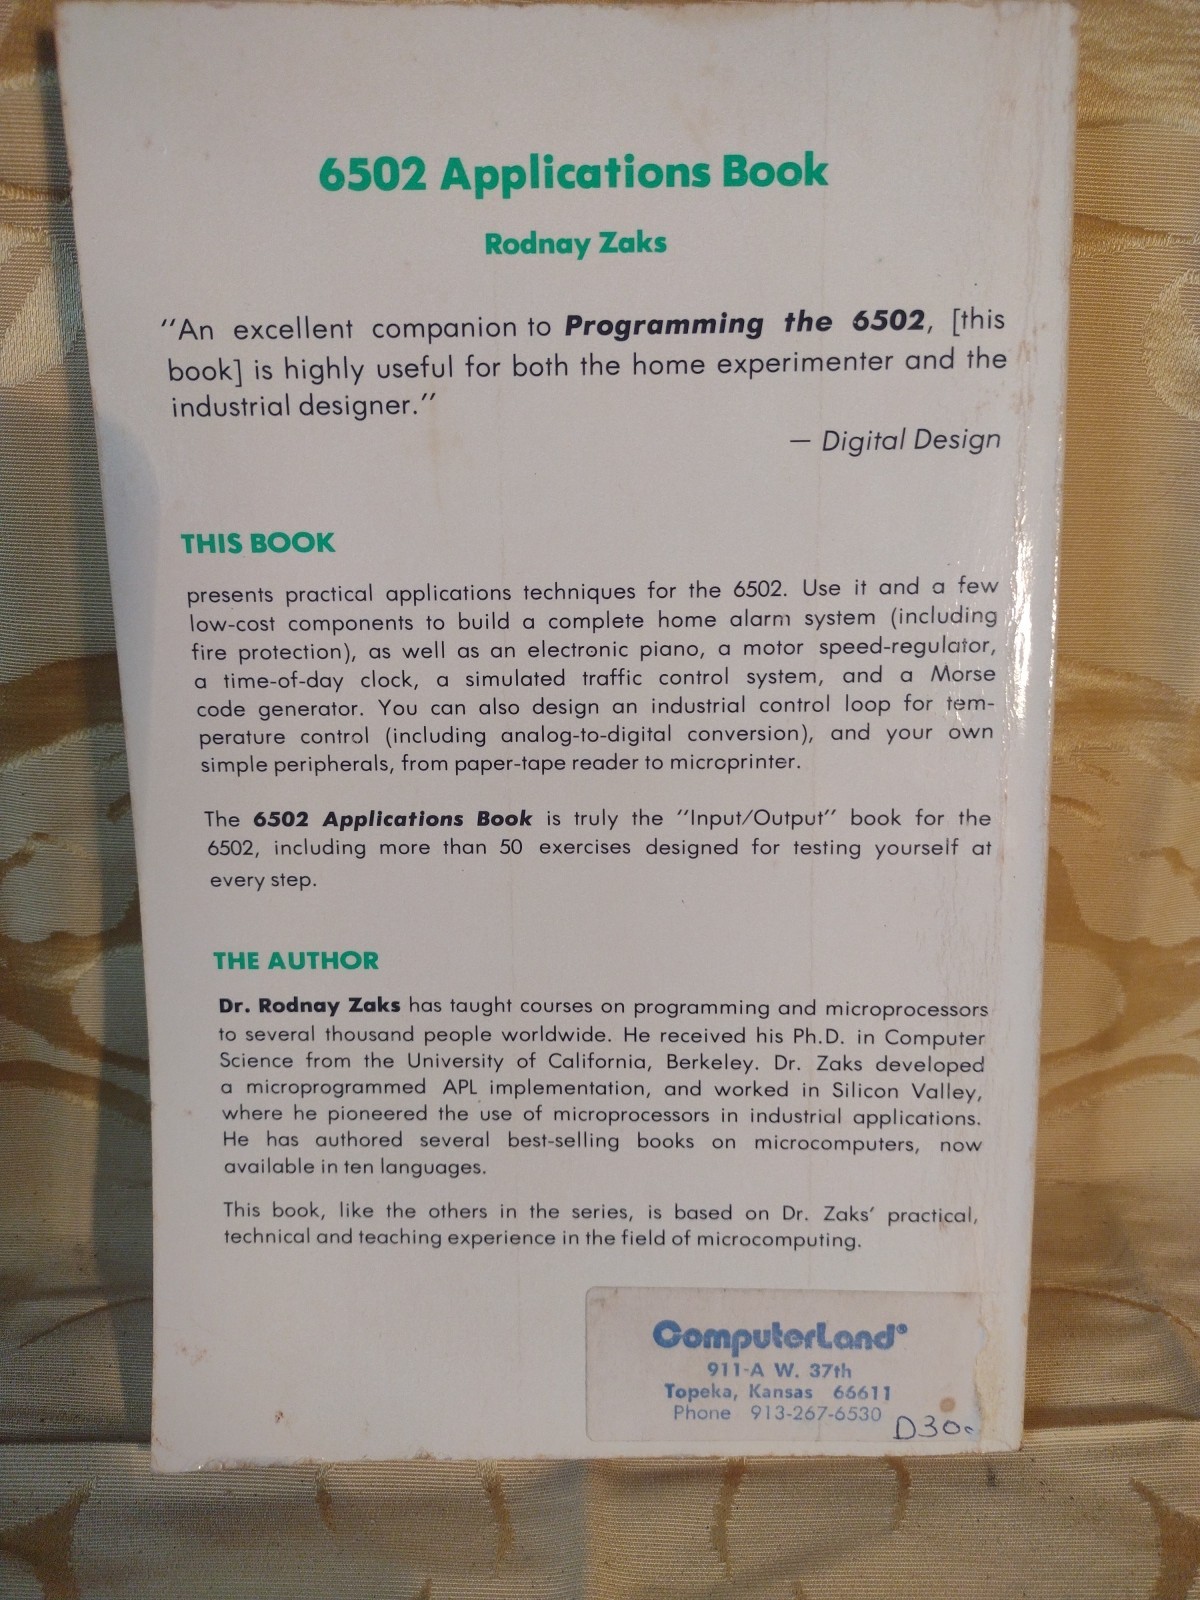 6502 Applications Book
Rodnay Zaks
"An excellent companion to Programming the 6502, [this
book] is highly useful for both the home experimenter and the
industrial designer."
— Digital Design
THIS BOOK
presents practical applications techniques for the 6502. Use it and a few
low-cost components to build a complete home alarm system (including
fire protection), as well as an electronic piano, a motor speed-regulator,
a time-of-day clock, a simulated traffic control system, and a Morse
code generator. You can also design an industrial control loop for tem-
perature control (including analog-to-digital conversion), and your own
simple peripherals, from paper-tape reader to microprinter.
The 6502 Applications Book is truly the "Input/Output" book for the
6502, including more than 50 exercises designed for testing yourself at
every step.
THE AUTHOR
Dr. Rodnay Zaks has taught courses on programming and microprocessors
to several thousand people worldwide. He received his Ph.D. in Computer
Science from the University of California, Berkeley. Dr. Zaks developed
a microprogrammed APL implementation, and worked in Silicon Valley,
where he pioneered the use of microprocessors in industrial applications.
He has authored several best-selling books on microcomputers, now
available in ten languages.
This book, like the others in the series, is based on Dr. Zaks' practical,
technical and teaching experience in the field of microcomputing.
ComputerLand®
911-A W. 37th
Topeka, Kansas 66611
Phone 913-267-6530